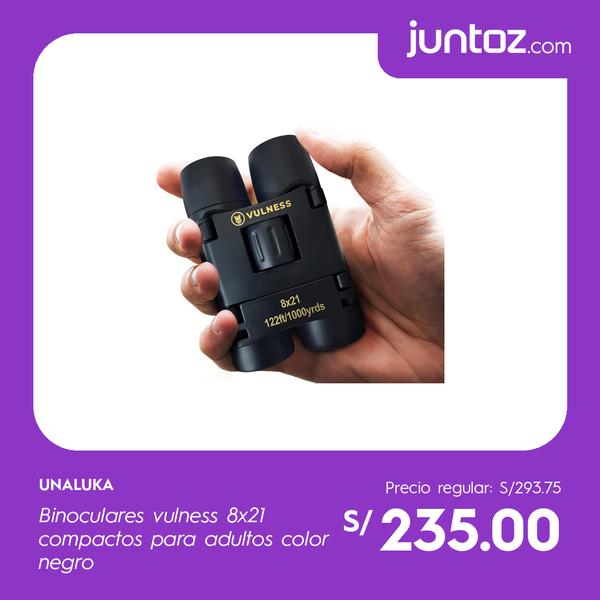 juntoz.com
VULNESS
8x21
122ft/1000yrds
UNALUKA
Precio regular: S/293.75
Binoculares vulness 8x21
compactos para adultos color
negro
S/ 235.00